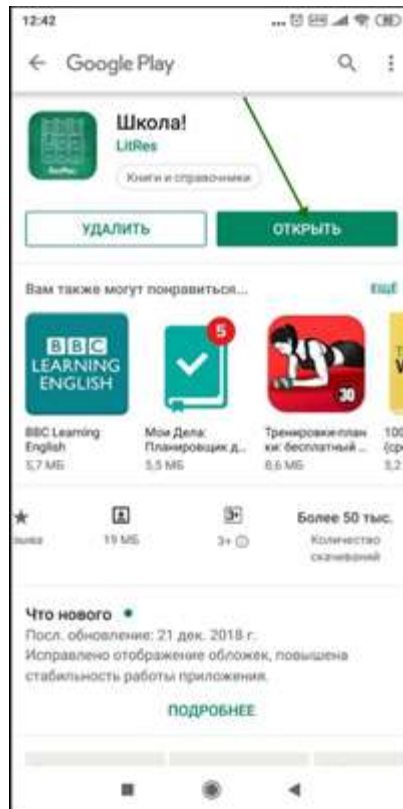 12:42
Google Play
Школа!
LitRes
Книги и справочники
УДАЛИТЬ
ОТКРЫТЬ
Вам также могут понравиться...
ЕЩЁ
BBC
LEARNING
ENGLISH
5
30
BBC Learning
English
5,7 МБ
Мои Дела:
Планировщик д...
5,5 МБ
Тренировки план
ки: бесплатный ...
6,6 МБ
100
(ср
3+
Более 50 тыс.
19 МБ
3+
Количество
скачиваний
Что нового
Посл. обновление: 21 дек. 2018 г.
Исправлено отображение обложек, повышена
стабильность работы приложения.
ПОДРОБНЕЕ